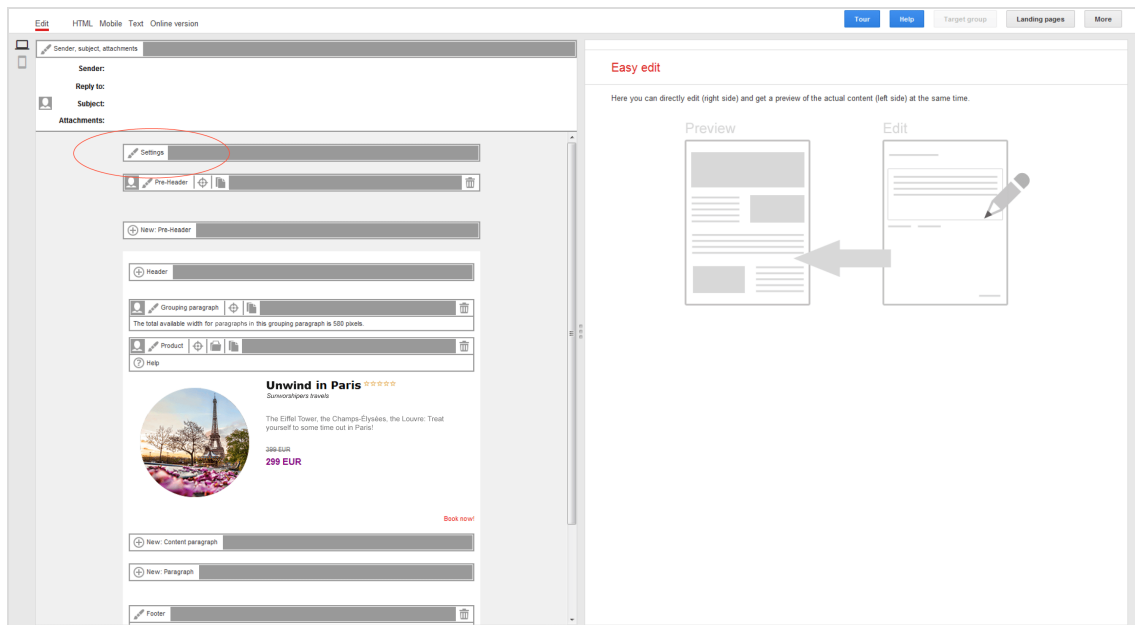 Edit HTML Mobile Text Online version
Tour Help Target group Landing pages More
Sender, subject, attachments
Sender:
Reply to:
Subject:
Attachments:
Settings
Pre-Header
New: Pre-Header
Header
Grouping paragraph
The total available width for paragraphs in this grouping paragraph is 580 pixels.
Product
Help
Unwind in Paris
Sunworshipers travels
The Eiffel Tower, the Champs-Élysées, the Louvre: Treat
yourself to some time out in Paris!
399 EUR
299 EUR
Book now!
New: Content paragraph
New: Paragraph
Footer
Easy edit
Here you can directly edit (right side) and get a preview of the actual content (left side) at the same time.
Preview Edit